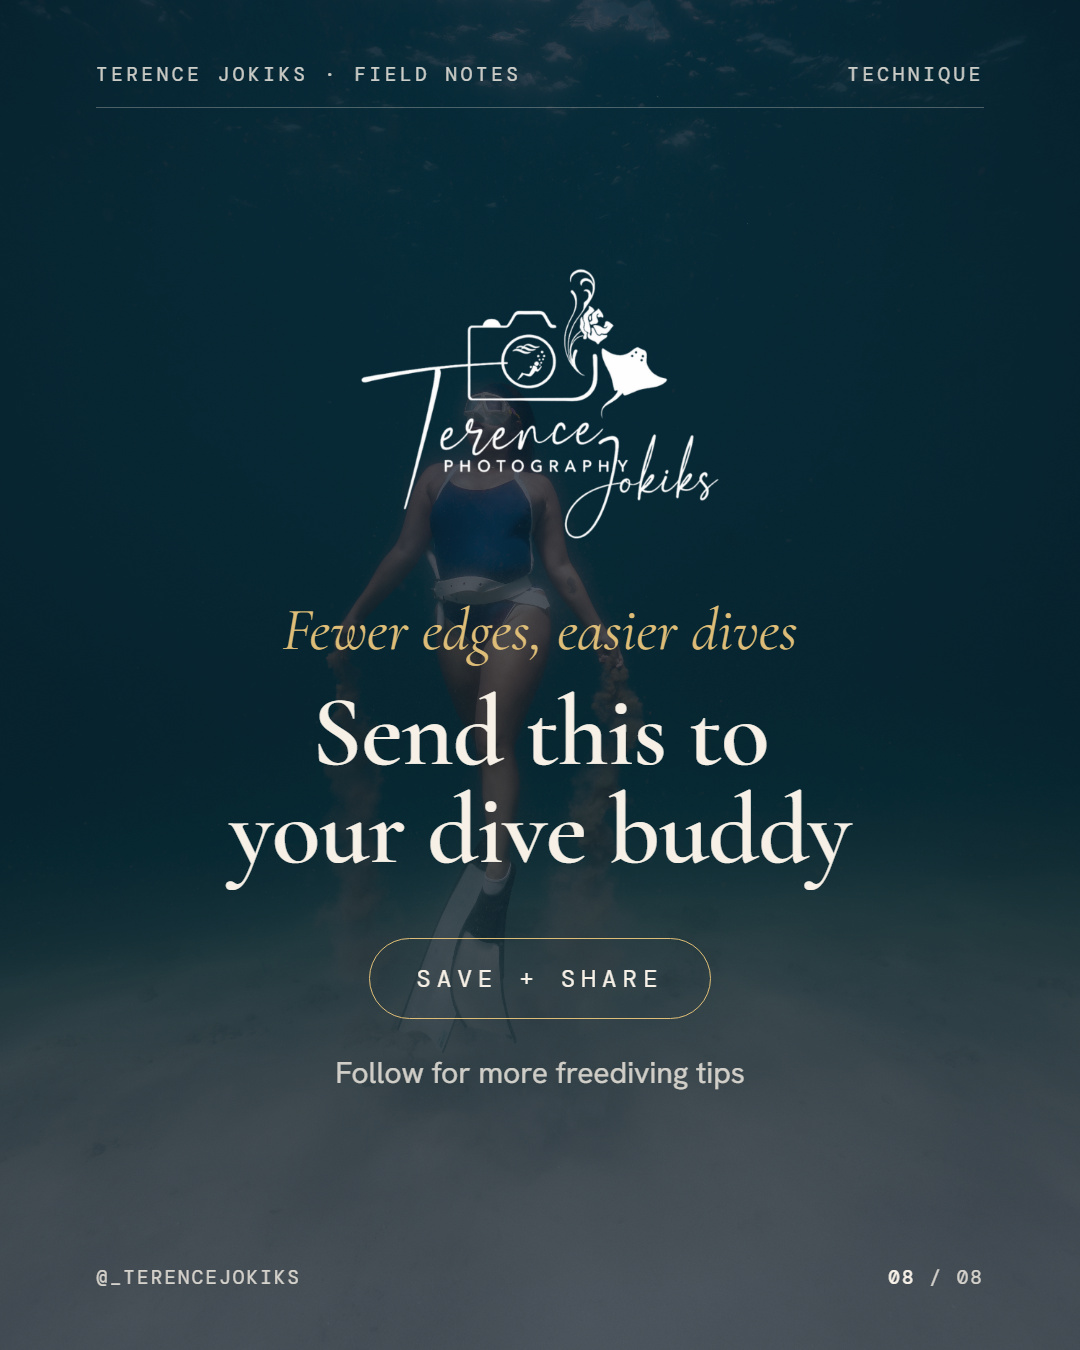 TERENCE JOKIKS · FIELD NOTES
TECHNIQUE
Terence
PHOTOGRAPHY
Jokiks
Fewer edges, easier dives
Send this to
your dive buddy
SAVE + SHARE
Follow for more freediving tips
@_TERENCEJOKIKS
08 / 08